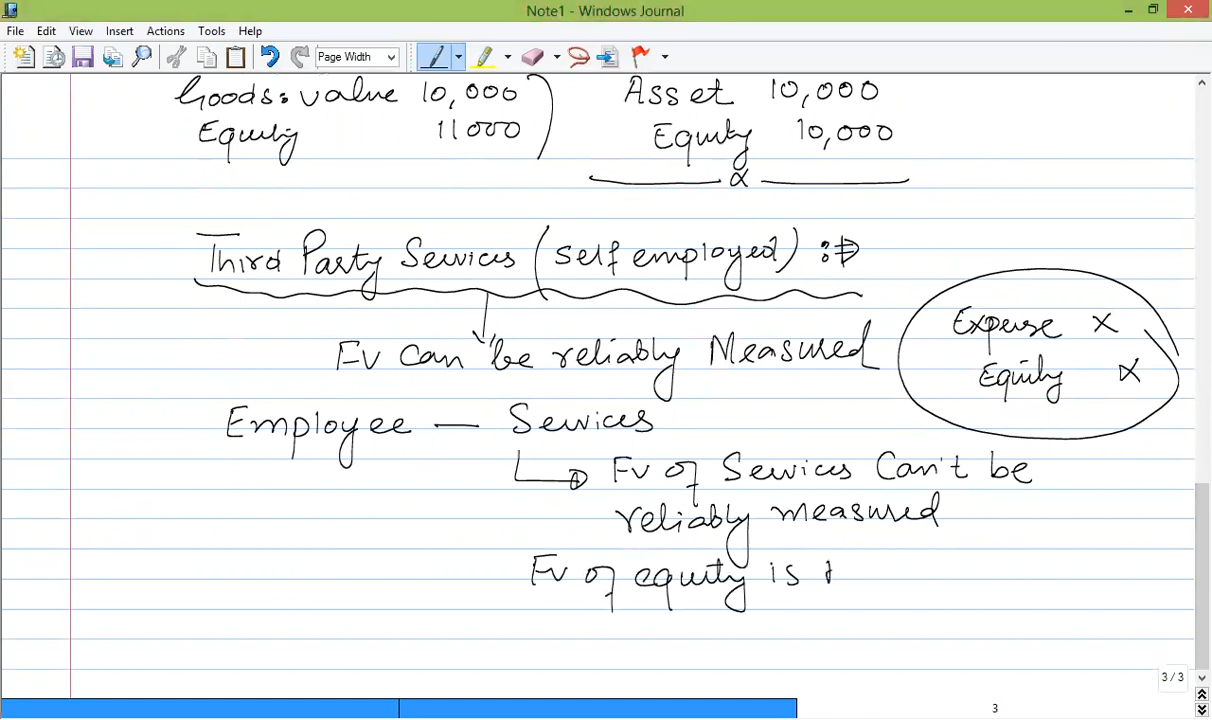 Note1 - Windows Journal
File Edit View Insert Actions Tools Help
Page Width
Goods: value 10,000
Equity 11000
Asset 10,000
Equity 10,000
Third Party Services (self employed) :
Fv Can be reliably Measured
Expense X
Equity X
Employee — Services
Fv of Services Can't be
reliably measured
Fv of equity is
3 / 3
3